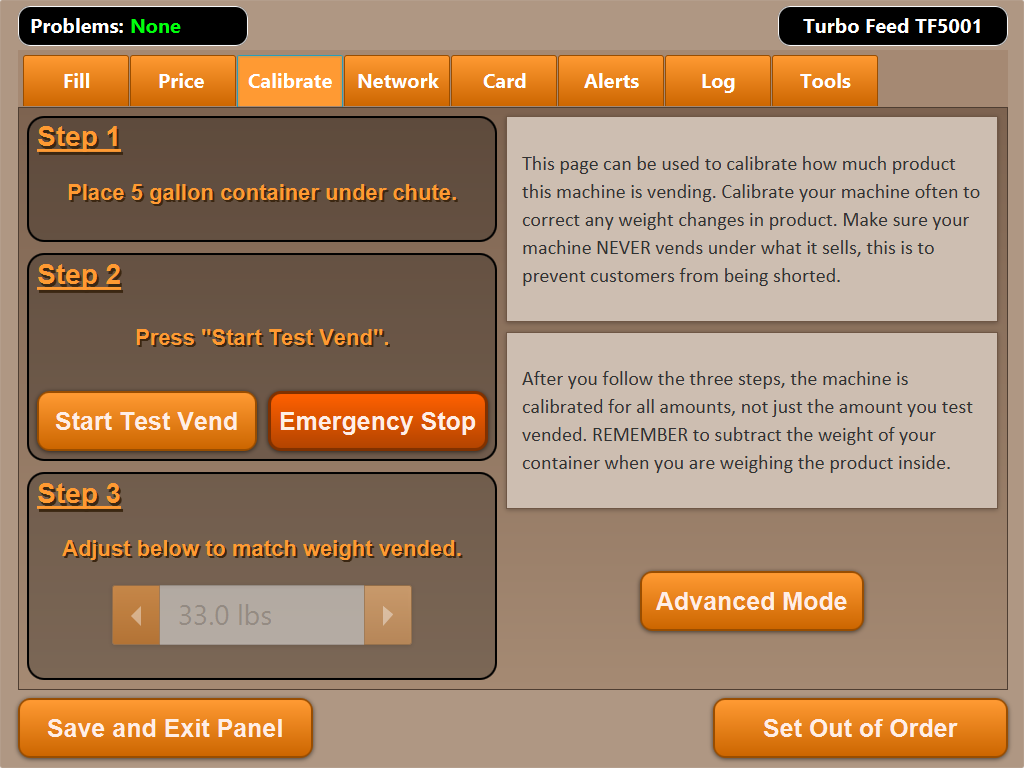 Problems: None
Turbo Feed TF5001
Fill
Price
Calibrate
Network
Card
Alerts
Log
Tools
Step 1
Place 5 gallon container under chute.
Step 2
Press "Start Test Vend".
Start Test Vend
Emergency Stop
Step 3
Adjust below to match weight vended.
33.0 lbs
This page can be used to calibrate how much product
this machine is vending. Calibrate your machine often to
correct any weight changes in product. Make sure your
machine NEVER vends under what it sells, this is to
prevent customers from being shorted.
After you follow the three steps, the machine is
calibrated for all amounts, not just the amount you test
vended. REMEMBER to subtract the weight of your
container when you are weighing the product inside.
Advanced Mode
Save and Exit Panel
Set Out of Order